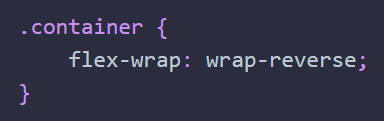 .container {
    flex-wrap: wrap-reverse;
}